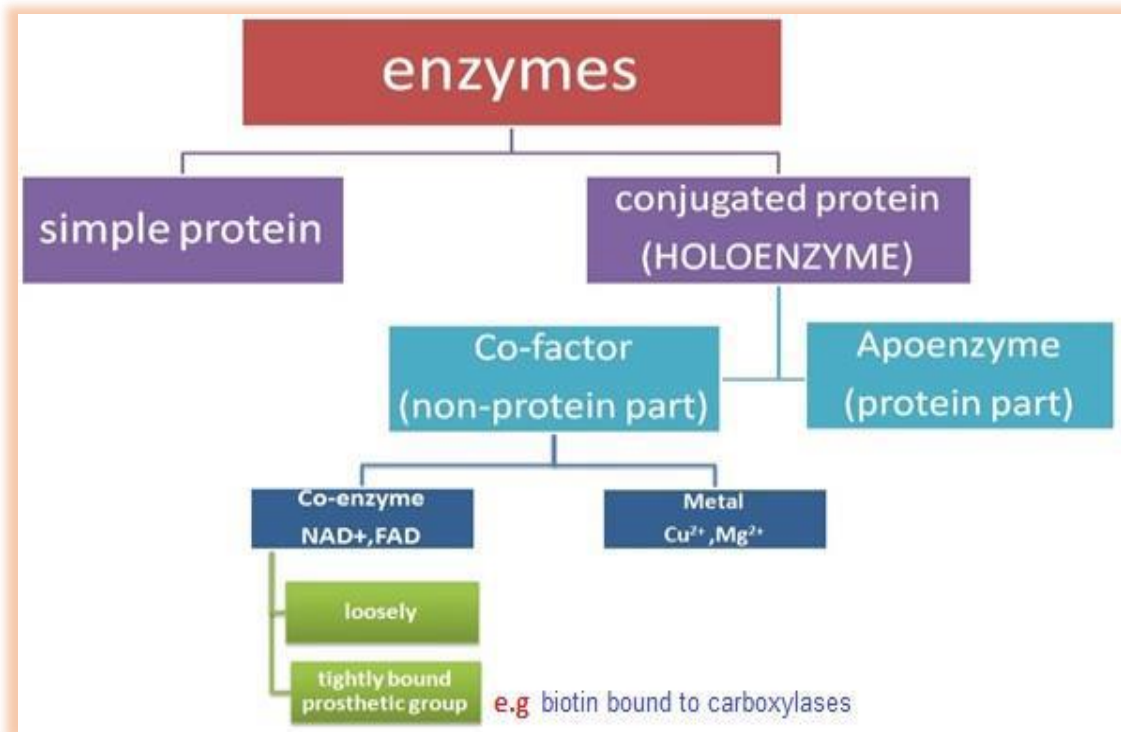 enzymes
simple protein
conjugated protein
(HOLOENZYME)
Co-factor
(non-protein part)
Apoenzyme
(protein part)
Co-enzyme
NAD+,FAD
Metal
Cu²⁺ ,Mg²⁺
loosely
tightly bound
prosthetic group
e.g biotin bound to carboxylases